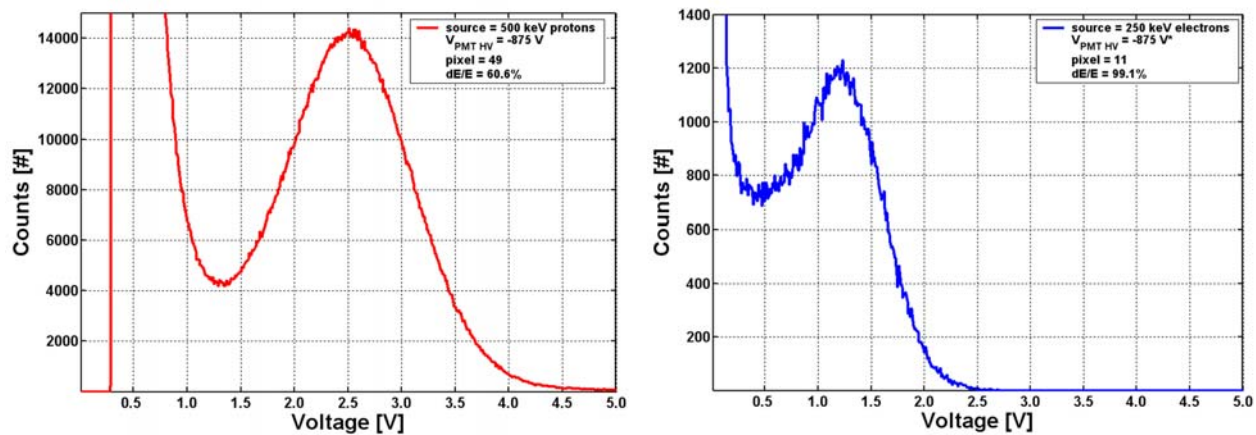 14000
12000
10000
8000
6000
4000
2000
Counts [#]
source = 500 keV protons
V PMT HV = -875 V
pixel = 49
dE/E = 60.6%
0.5 1.0 1.5 2.0 2.5 3.0 3.5 4.0 4.5 5.0
Voltage [V]
1400
1200
1000
800
600
400
200
Counts [#]
source = 250 keV electrons
V PMT HV = -875 V*
pixel = 11
dE/E = 99.1%
0.5 1.0 1.5 2.0 2.5 3.0 3.5 4.0 4.5 5.0
Voltage [V]